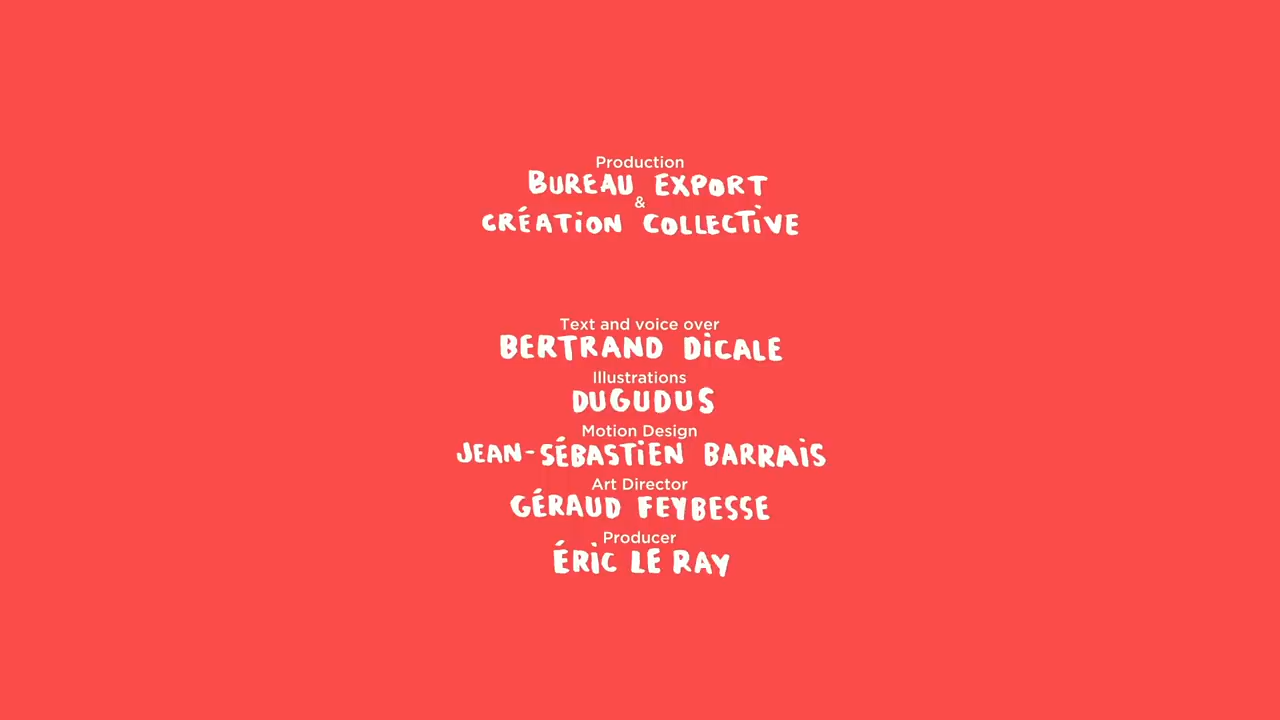 Production
BUREAU EXPORT
&
CRÉATiON COLLECTiVE
Text and voice over
BERTRAND DiCALE
Illustrations
DUGUDUS
Motion Design
JEAN-SÉBASTiEN BARRAiS
Art Director
GÉRAUD FEYBESSE
Producer
ÉRiC LE RAY